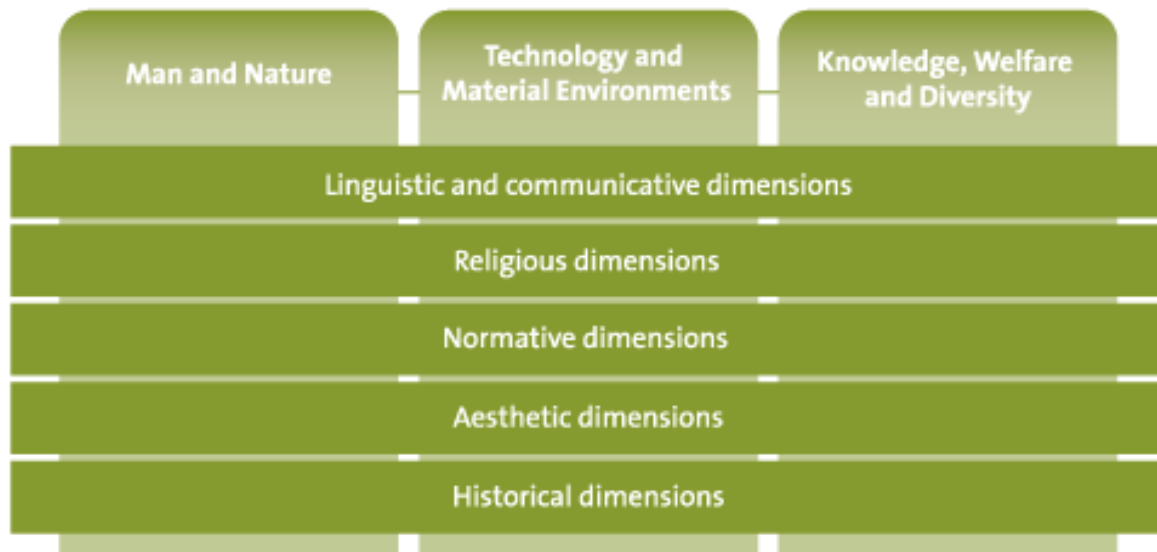 Man and Nature
Technology and
Material Environments
Knowledge, Welfare
and Diversity
Linguistic and communicative dimensions
Religious dimensions
Normative dimensions
Aesthetic dimensions
Historical dimensions